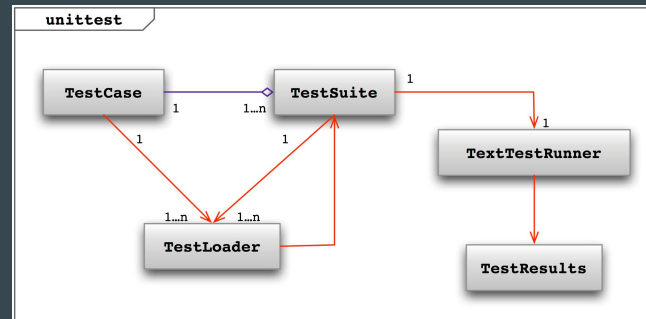 unittest
TestCase
1
1…n
TestSuite
1
1
TextTestRunner
1
1
1…n
1…n
TestLoader
TestResults